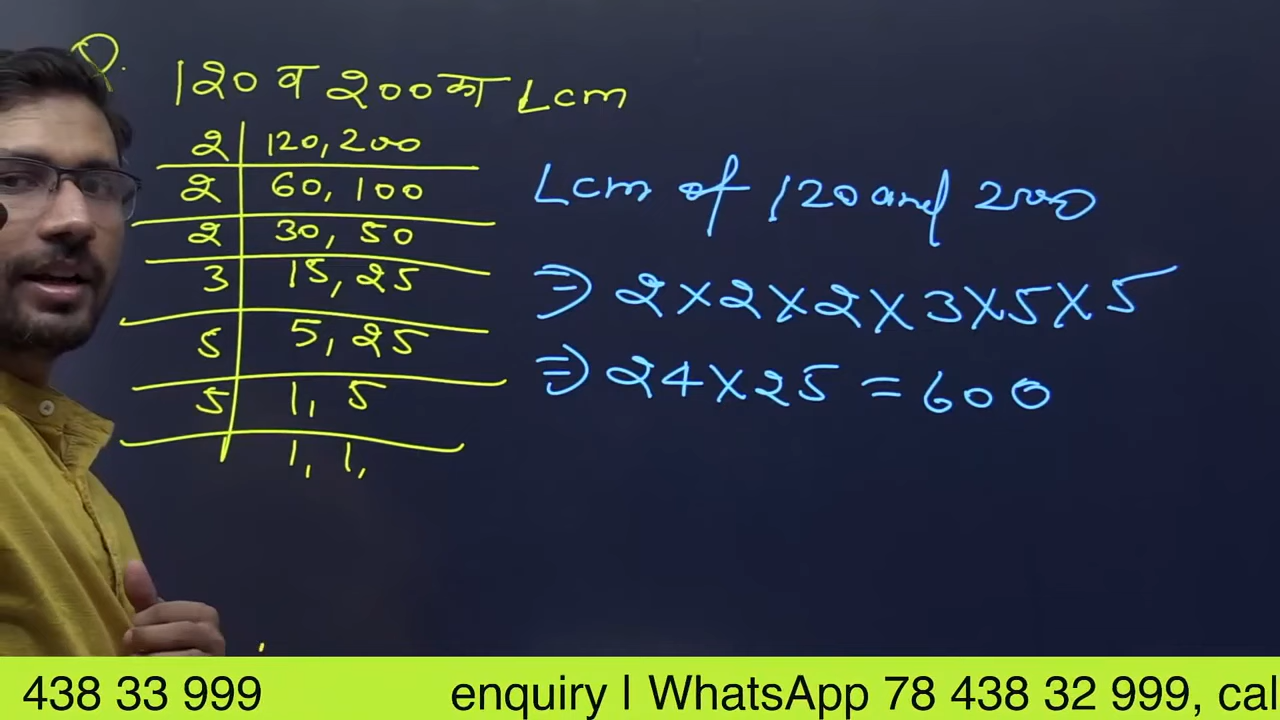 Q. 120 व 200 का Lcm
2 | 120, 200
2 | 60, 100
2 | 30, 50
3 | 15, 25
5 | 5, 25
5 | 1, 5
1, 1,
Lcm of 120 and 200
⇒ 2×2×2×3×5×5
⇒ 24×25 = 600
438 33 999 enquiry | WhatsApp 78 438 32 999, cal